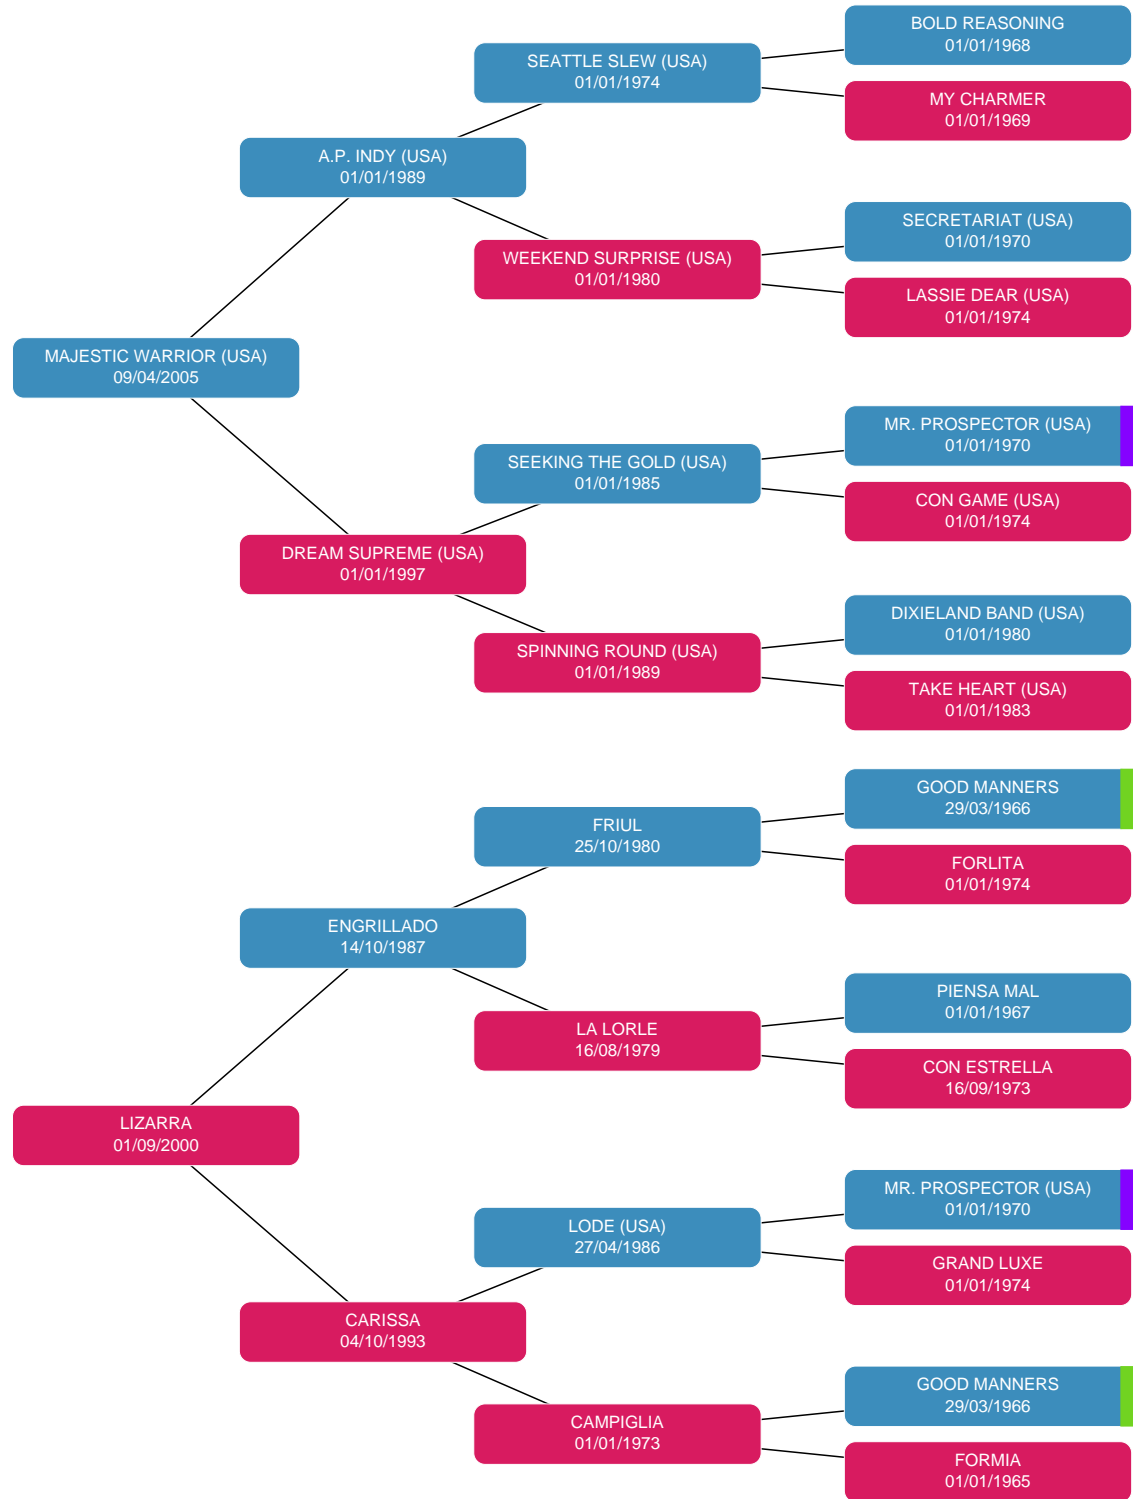 BOLD REASONING
01/01/1968
SEATTLE SLEW (USA)
01/01/1974
MY CHARMER
01/01/1969
A.P. INDY (USA)
01/01/1989
SECRETARIAT (USA)
01/01/1970
WEEKEND SURPRISE (USA)
01/01/1980
LASSIE DEAR (USA)
01/01/1974
MAJESTIC WARRIOR (USA)
09/04/2005
MR. PROSPECTOR (USA)
01/01/1970
SEEKING THE GOLD (USA)
01/01/1985
CON GAME (USA)
01/01/1974
DREAM SUPREME (USA)
01/01/1997
DIXIELAND BAND (USA)
01/01/1980
SPINNING ROUND (USA)
01/01/1989
TAKE HEART (USA)
01/01/1983
GOOD MANNERS
29/03/1966
FRIUL
25/10/1980
FORLITA
01/01/1974
ENGRILLADO
14/10/1987
PIENSA MAL
01/01/1967
LA LORLE
16/08/1979
CON ESTRELLA
16/09/1973
LIZARRA
01/09/2000
MR. PROSPECTOR (USA)
01/01/1970
LODE (USA)
27/04/1986
GRAND LUXE
01/01/1974
CARISSA
04/10/1993
GOOD MANNERS
29/03/1966
CAMPIGLIA
01/01/1973
FORMIA
01/01/1965